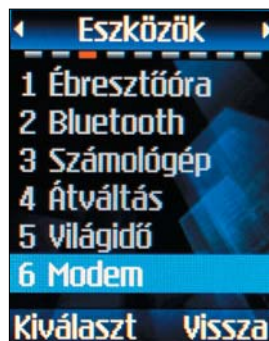 Eszközök
1 Ébresztőóra
2 Bluetooth
3 Számológép
4 Átváltás
5 Világidő
6 Modem
Kiválaszt Vissza